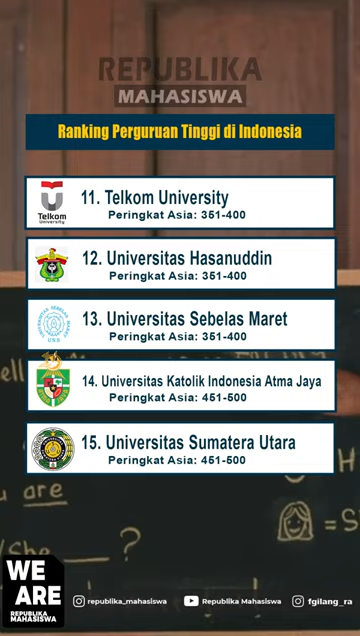 REPUBLIKA
MAHASISWA
Ranking Perguruan Tinggi di Indonesia
11. Telkom University
Peringkat Asia: 351-400
Telkom
University
12. Universitas Hasanuddin
Peringkat Asia: 351-400
13. Universitas Sebelas Maret
Peringkat Asia: 351-400
UNS
14. Universitas Katolik Indonesia Atma Jaya
Peringkat Asia: 451-500
15. Universitas Sumatera Utara
Peringkat Asia: 451-500
are
She
?
= S
WE
ARE
REPUBLIKA
MAHASISWA
republika_mahasiswa
Republika Mahasiswa
fgilang_ra